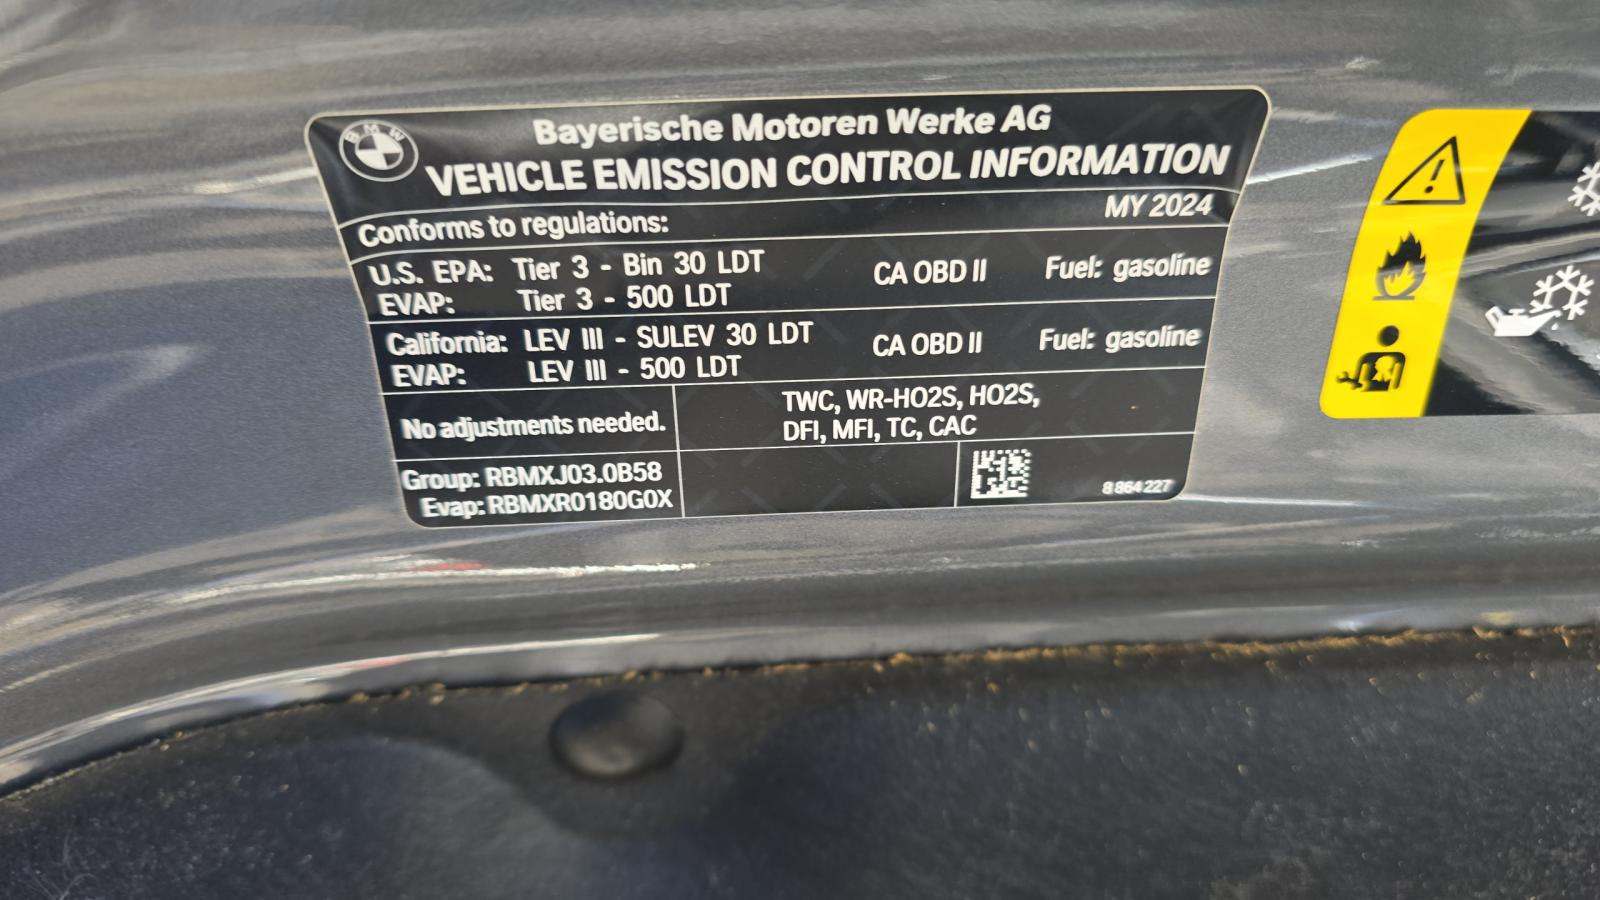 BMW
Bayerische Motoren Werke AG
VEHICLE EMISSION CONTROL INFORMATION
Conforms to regulations: MY 2024
U.S. EPA: Tier 3 - Bin 30 LDT CA OBD II Fuel: gasoline
EVAP: Tier 3 - 500 LDT
California: LEV III - SULEV 30 LDT CA OBD II Fuel: gasoline
EVAP: LEV III - 500 LDT
No adjustments needed. TWC, WR-HO2S, HO2S,
DFI, MFI, TC, CAC
Group: RBMXJ03.0B58
Evap: RBMXR0180G0X
8 864 227